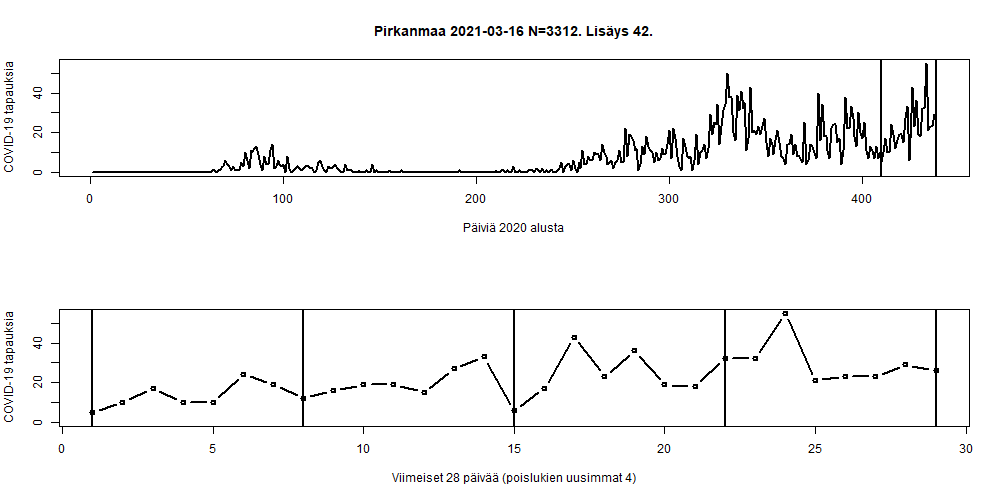 Pirkanmaa 2021-03-16 N=3312. Lisäys 42.
COVID-19 tapauksia
0 20 40
0 100 200 300 400
Päiviä 2020 alusta
COVID-19 tapauksia
0 20 40
0 5 10 15 20 25 30
Viimeiset 28 päivää (poislukien uusimmat 4)